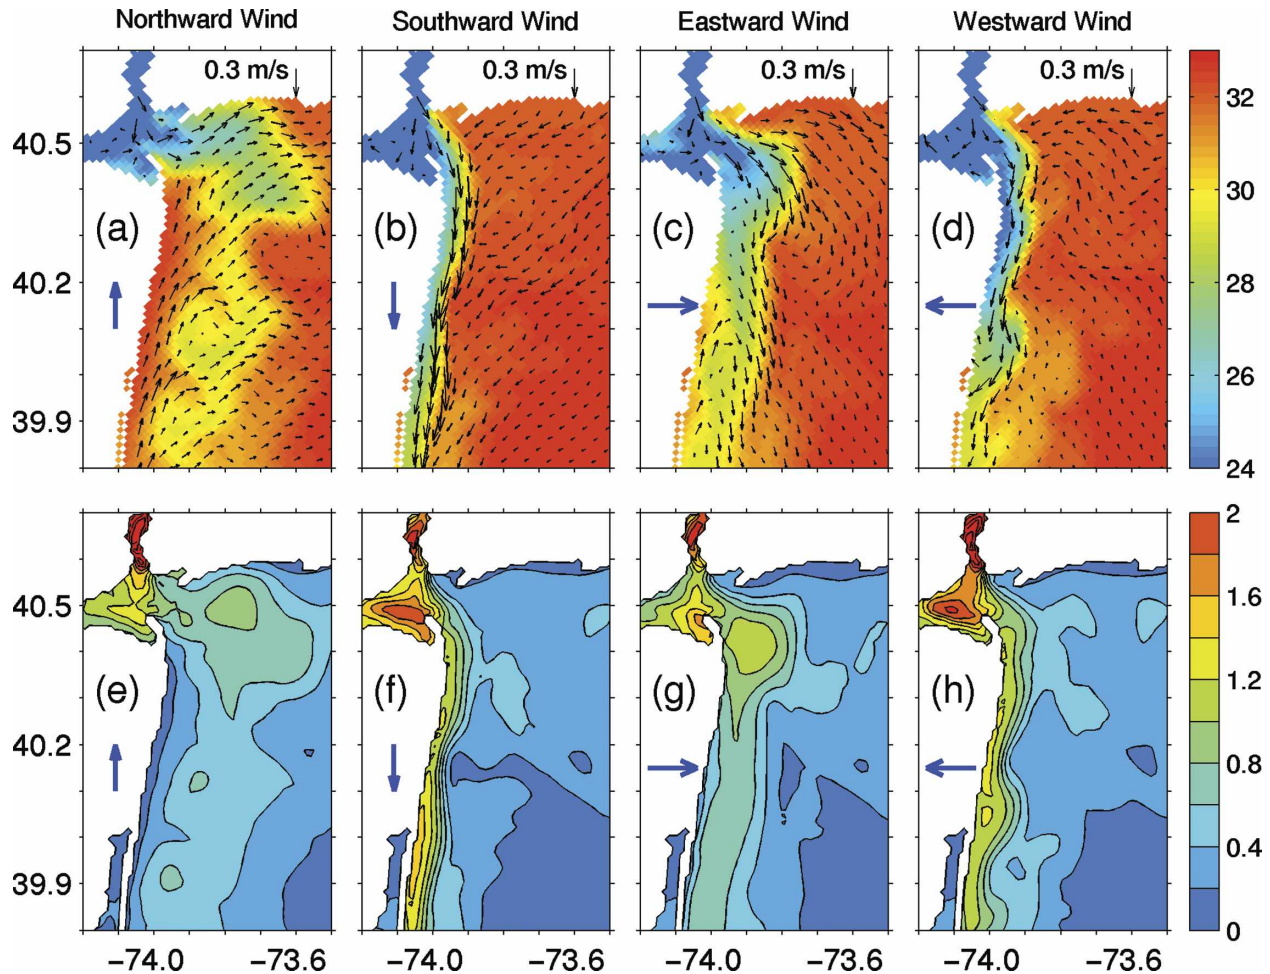 Northward Wind Southward Wind Eastward Wind Westward Wind
0.3 m/s 0.3 m/s 0.3 m/s 32
40.5
(a) (b) (c) (d) 30
40.2 28
26
39.9
24
2
40.5 1.6
(e) (f) (g) (h) 1.2
40.2
0.8
39.9 0.4
0
−74.0 −73.6 −74.0 −73.6 −74.0 −73.6 −74.0 −73.6